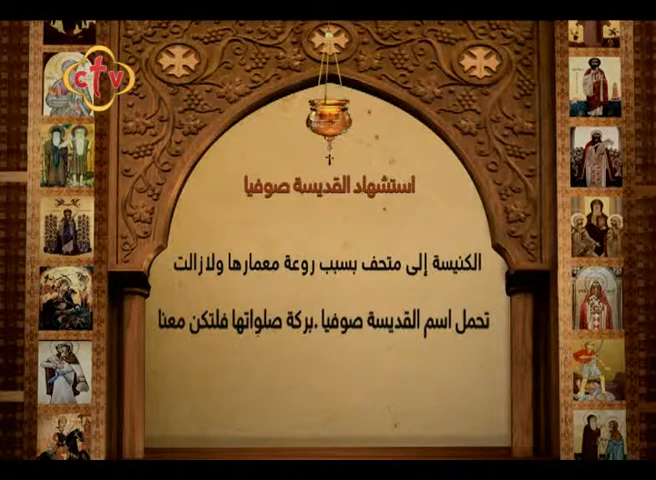 CTV
استشهاد القديسة صوفيا
الكنيسة إلى متحف بسبب روعة معمارها ولازالت
تحمل اسم القديسة صوفيا .بركة صلواتها فلتكن معنا